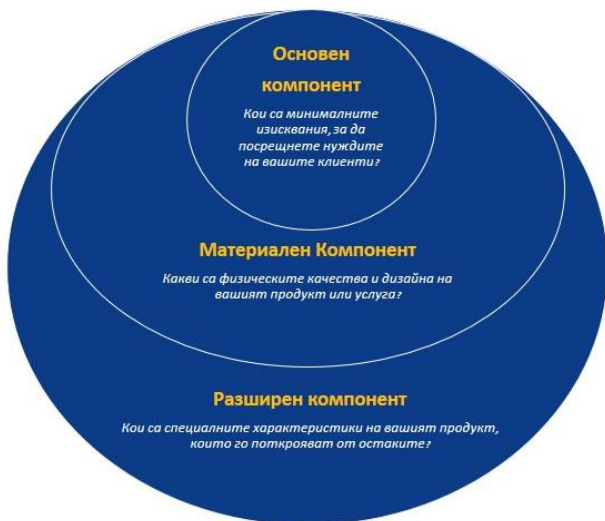 Основен
компонент
Кои са минималните
изисквания, за да
посрещнете нуждите
на вашите клиенти?
Материален Компонент
Какви са физическите качества и дизайна на
вашият продукт или услуга?
Разширен компонент
Кои са специалните характеристики на вашият продукт,
които го поткрояват от остаките?